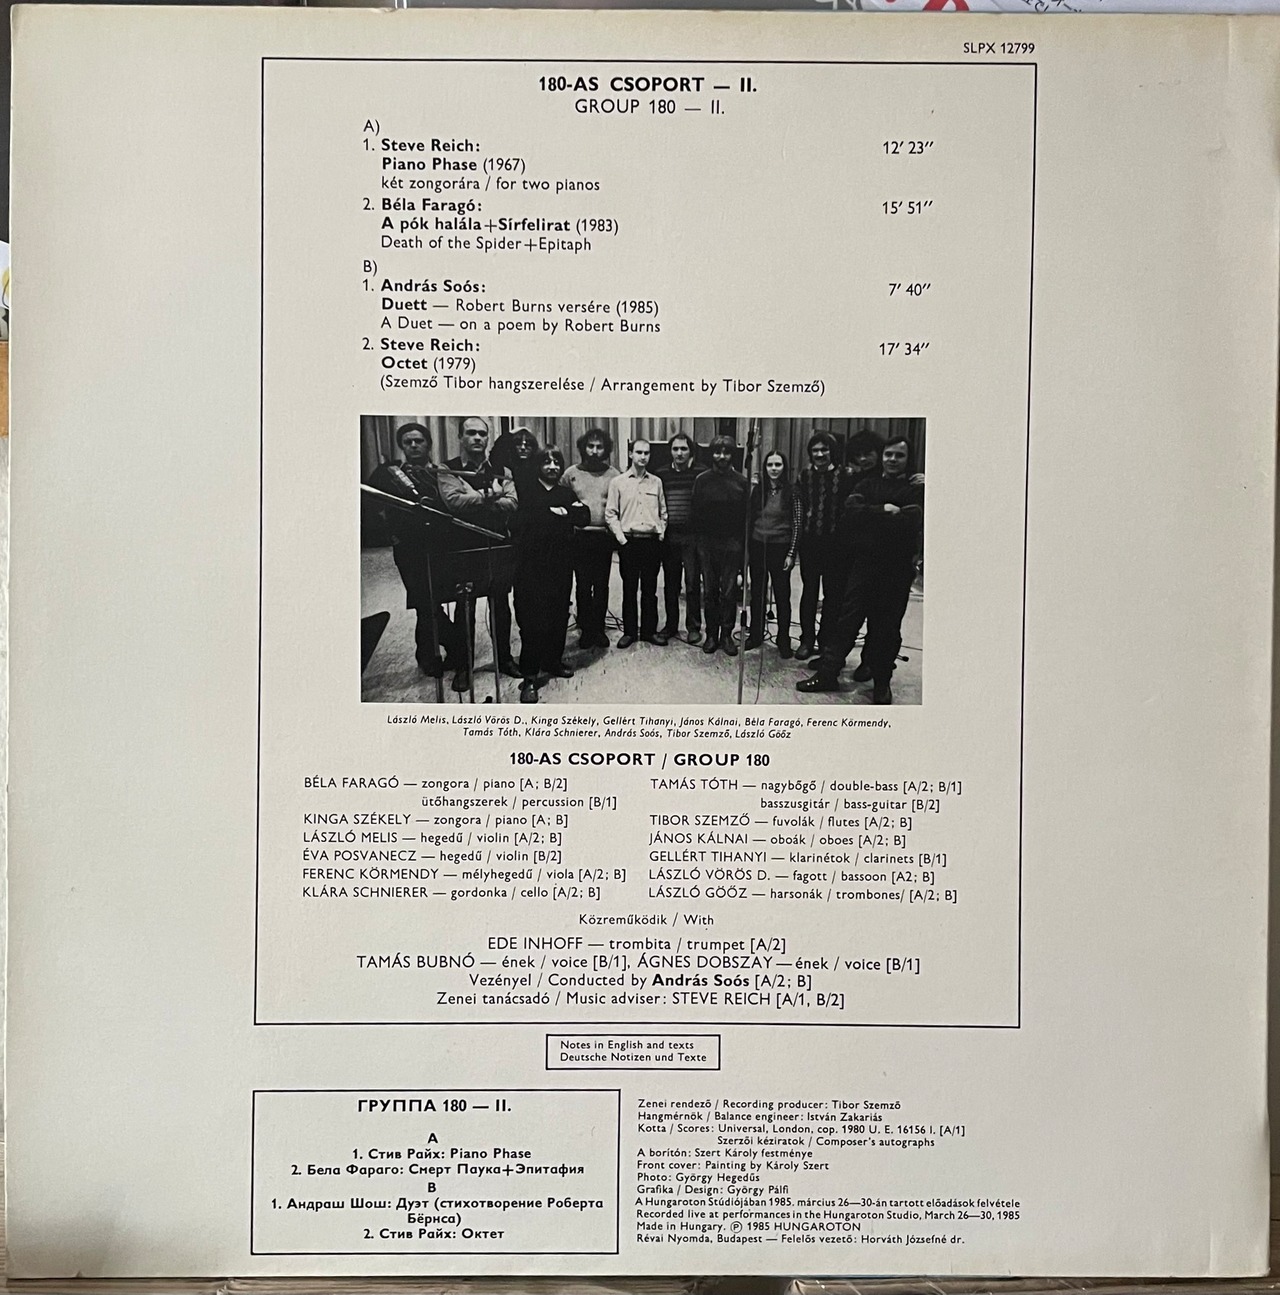 SLPX 12799
180-AS CSOPORT — II.
GROUP 180 — II.
A)
1. Steve Reich: 12′ 23″
Piano Phase (1967)
két zongorára / for two pianos
2. Béla Faragó: 15′ 51″
A pók halála+Sírfelirat (1983)
Death of the Spider+Epitaph
B)
1. András Soós: 7′ 40″
Duett — Robert Burns versére (1985)
A Duet — on a poem by Robert Burns
2. Steve Reich: 17′ 34″
Octet (1979)
(Szemző Tibor hangszerelése / Arrangement by Tibor Szemző)
László Melis, László Vörös D., Kinga Székely, Gellért Tihanyi, János Kálnai, Béla Faragó, Ferenc Körmendy,
Tamás Tóth, Klára Schnierer, András Soós, Tibor Szemző, László Gőőz
180-AS CSOPORT / GROUP 180
BÉLA FARAGÓ — zongora / piano [A; B/2]
ütőhangszerek / percussion [B/1]
KINGA SZÉKELY — zongora / piano [A; B]
LÁSZLÓ MELIS — hegedű / violin [A/2; B]
ÉVA POSVANECZ — hegedű / violin [B/2]
FERENC KÖRMENDY — mélyhegedű / viola [A/2; B]
KLÁRA SCHNIERER — gordonka / cello [A/2; B]
TAMÁS TÓTH — nagybőgő / double-bass [A/2; B/1]
basszusgitár / bass-guitar [B/2]
TIBOR SZEMZŐ — fuvolák / flutes [A/2; B]
JÁNOS KÁLNAI — oboák / oboes [A/2; B]
GELLÉRT TIHANYI — klarinétok / clarinets [B/1]
LÁSZLÓ VÖRÖS D. — fagott / bassoon [A2; B]
LÁSZLÓ GŐŐZ — harsonák / trombones/ [A/2; B]
Közreműködik / With
EDE INHOFF — trombita / trumpet [A/2]
TAMÁS BUBNÓ — ének / voice [B/1], ÁGNES DOBSZAY — ének / voice [B/1]
Vezényel / Conducted by András Soós [A/2; B]
Zenei tanácsadó / Music adviser: STEVE REICH [A/1, B/2]
Notes in English and texts
Deutsche Notizen und Texte
ГРУППА 180 — II.
A
1. Стив Райх: Piano Phase
2. Бела Фараго: Смерт Паука+Эпитафия
B
1. Андраш Шош: Дуэт (стихотворение Роберта
Бёрнса)
2. Стив Райх: Октет
Zenei rendező / Recording producer: Tibor Szemző
Hangmérnök / Balance engineer: István Zakariás
Kotta / Scores: Universal, London, cop. 1980 U. E. 16156 l. [A/1]
Szerzői kéziratok / Composer's autographs
A borítón: Szert Károly festménye
Front cover: Painting by Károly Szert
Photo: György Hegedűs
Grafika / Design: György Pálfi
A Hungaroton Stúdiójában 1985. március 26—30-án tartott előadások felvétele
Recorded live at performances in the Hungaroton Studio, March 26—30, 1985
Made in Hungary. Ⓟ 1985 HUNGAROTON
Révai Nyomda, Budapest — Felelős vezető: Horváth Józsefné dr.